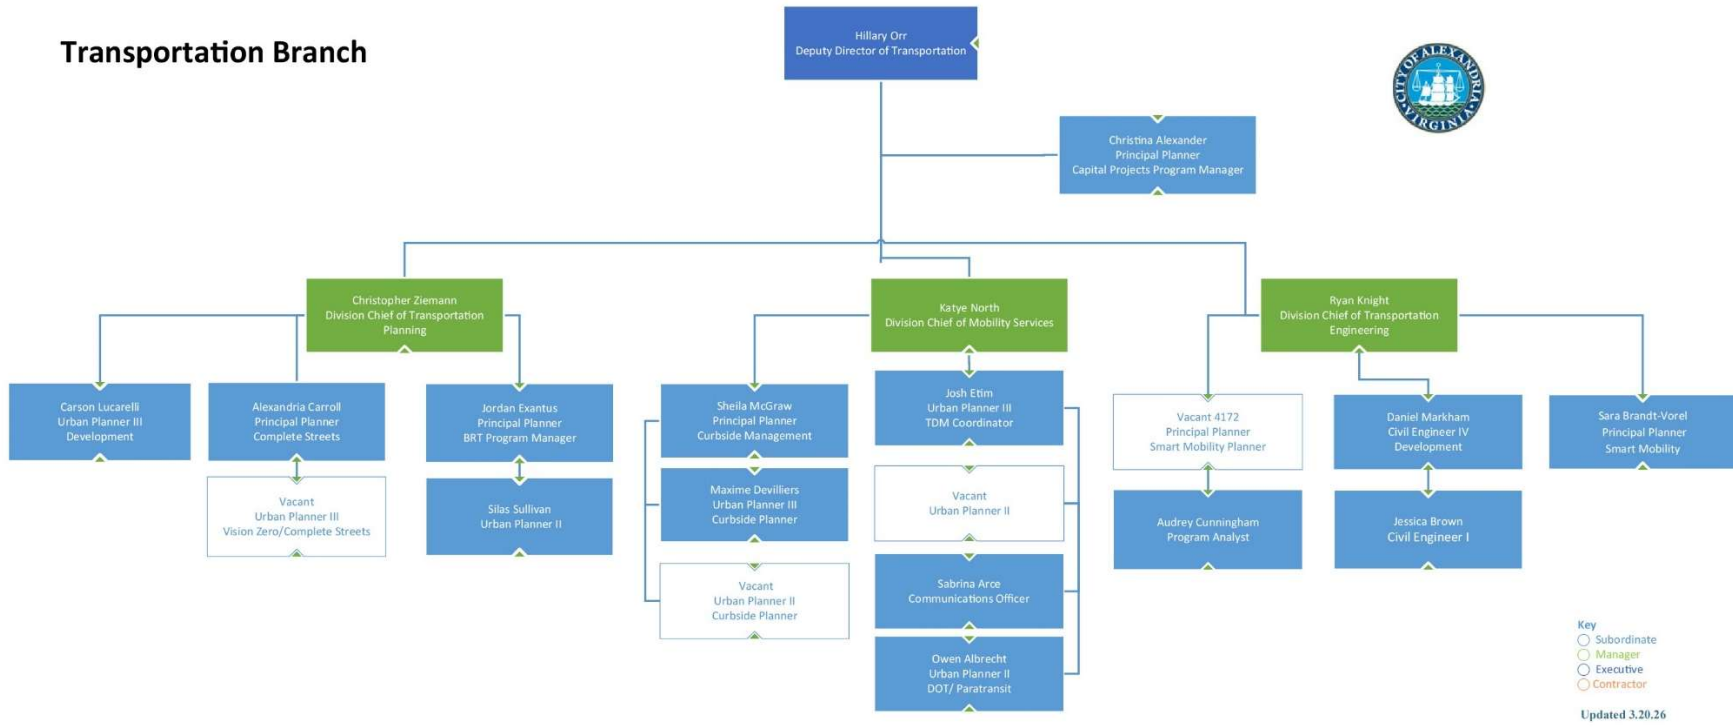 Transportation Branch
Hillary Orr
Deputy Director of Transportation
CITY OF ALEXANDRIA
VIRGINIA
Christina Alexander
Principal Planner
Capital Projects Program Manager
Christopher Ziemann
Division Chief of Transportation
Planning
Katye North
Division Chief of Mobility Services
Ryan Knight
Division Chief of Transportation
Engineering
Carson Lucarelli
Urban Planner III
Development
Alexandria Carroll
Principal Planner
Complete Streets
Jordan Exantus
Principal Planner
BRT Program Manager
Vacant
Urban Planner III
Vision Zero/Complete Streets
Silas Sullivan
Urban Planner II
Sheila McGraw
Principal Planner
Curbside Management
Maxime Devilliers
Urban Planner III
Curbside Planner
Vacant
Urban Planner II
Curbside Planner
Josh Etim
Urban Planner III
TDM Coordinator
Vacant
Urban Planner II
Sabrina Arce
Communications Officer
Owen Albrecht
Urban Planner II
DOT/ Paratransit
Vacant 4172
Principal Planner
Smart Mobility Planner
Audrey Cunningham
Program Analyst
Daniel Markham
Civil Engineer IV
Development
Jessica Brown
Civil Engineer I
Sara Brandt-Vorel
Principal Planner
Smart Mobility
Key
Subordinate
Manager
Executive
Contractor
Updated 3.20.26